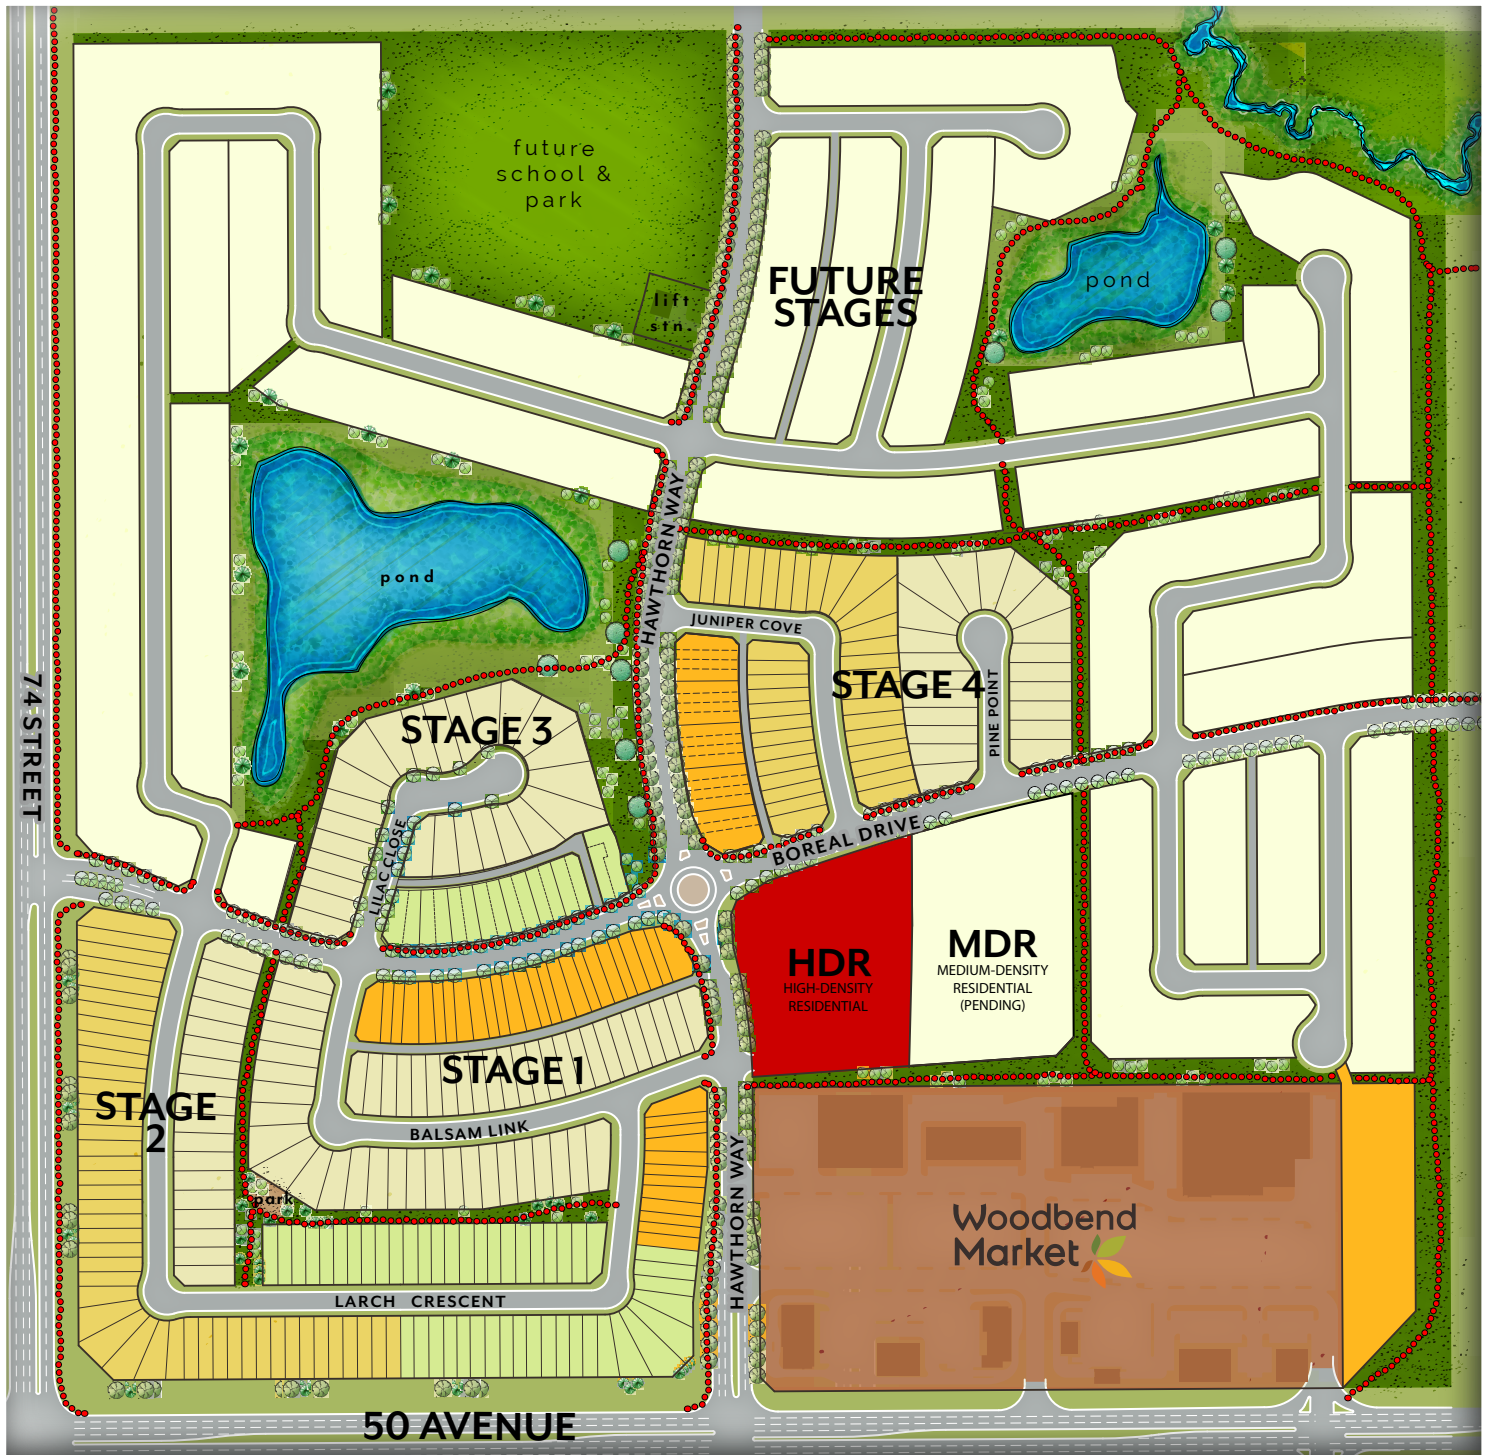 future
school &
park
lift
stn.
FUTURE
STAGES
pond
pond
HAWTHORN WAY
JUNIPER COVE
STAGE 4
PINE POINT
STAGE 3
74 STREET
LILAC CLOSE
BOREAL DRIVE
HDR
HIGH-DENSITY
RESIDENTIAL
MDR
MEDIUM-DENSITY
RESIDENTIAL
(PENDING)
STAGE 1
STAGE
2
BALSAM LINK
park
HAWTHORN WAY
Woodbend
Market
LARCH CRESCENT
50 AVENUE